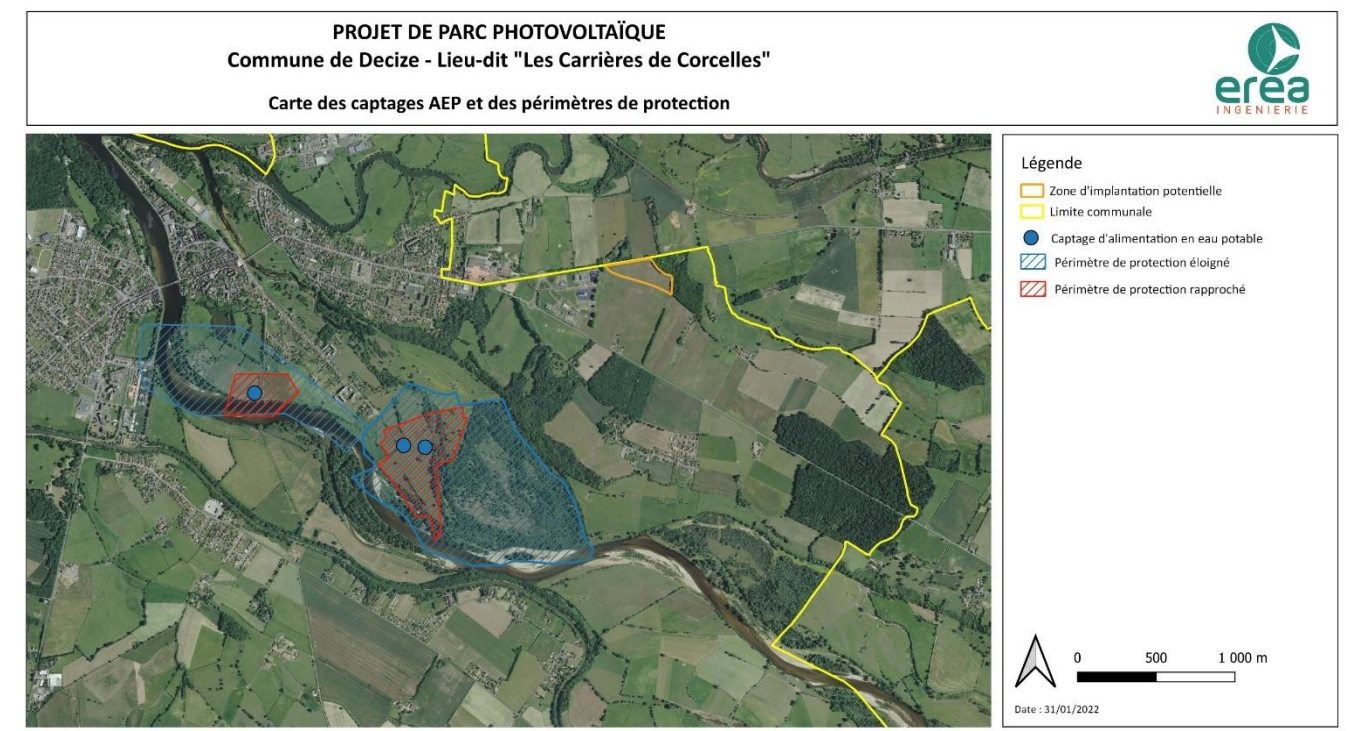 PROJET DE PARC PHOTOVOLTAÏQUE
Commune de Decize - Lieu-dit "Les Carrières de Corcelles"
Carte des captages AEP et des périmètres de protection
erea
INGENIERIE
Légende
Zone d'implantation potentielle
Limite communale
Captage d'alimentation en eau potable
Périmètre de protection éloigné
Périmètre de protection rapproché
0 500 1 000 m
Date : 31/01/2022